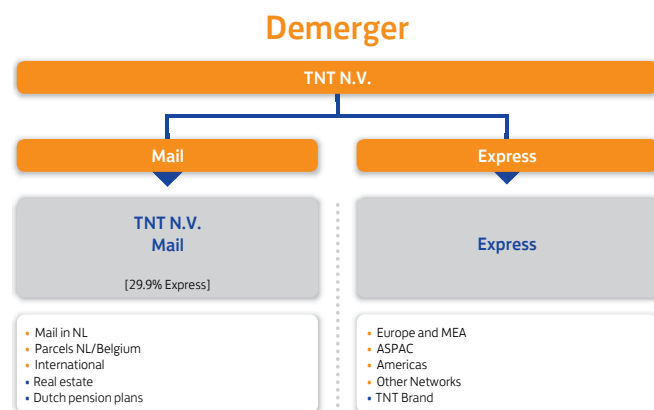 Demerger
TNT N.V.
Mail
Express
TNT N.V.
Mail
[29.9% Express]
Express
• Mail in NL
• Parcels NL/Belgium
• International
• Real estate
• Dutch pension plans
• Europe and MEA
• ASPAC
• Americas
• Other Networks
• TNT Brand